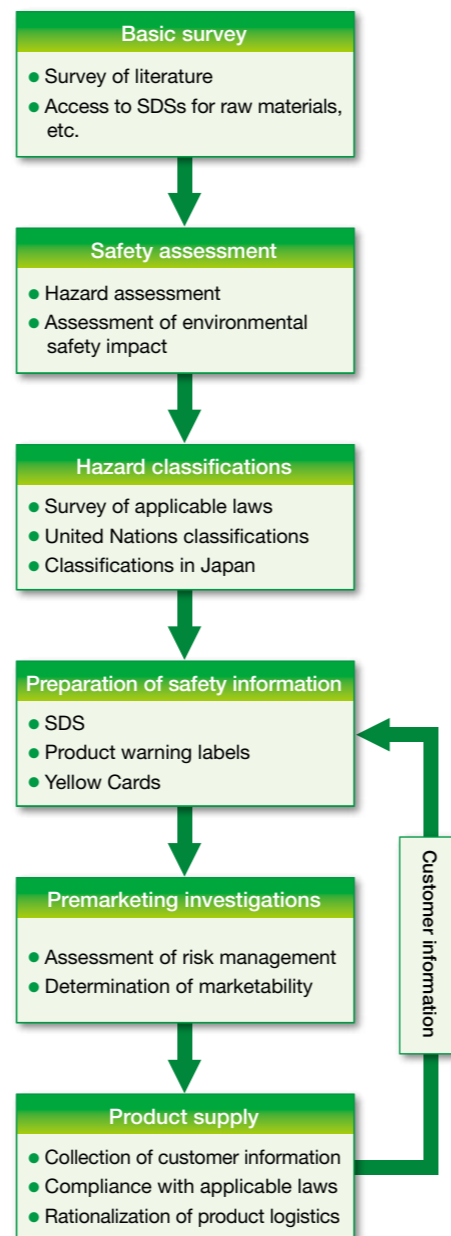 Basic survey
● Survey of literature
● Access to SDSs for raw materials,
etc.
Safety assessment
● Hazard assessment
● Assessment of environmental
safety impact
Hazard classifications
● Survey of applicable laws
● United Nations classifications
● Classifications in Japan
Preparation of safety information
● SDS
● Product warning labels
● Yellow Cards
Premarketing investigations
● Assessment of risk management
● Determination of marketability
Product supply
● Collection of customer information
● Compliance with applicable laws
● Rationalization of product logistics
Customer information